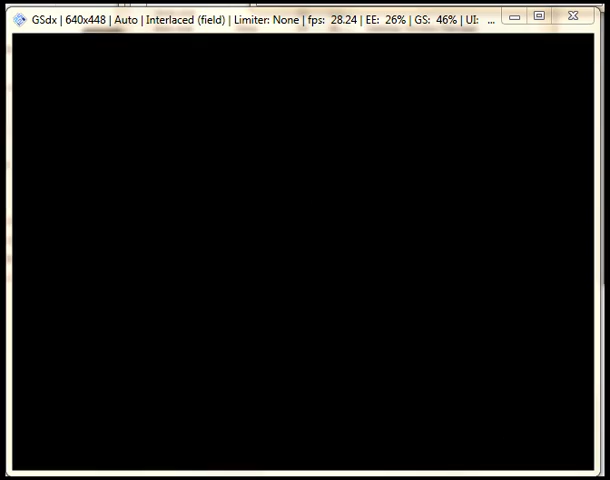 GSdx | 640x448 | Auto | Interlaced (field) | Limiter: None | fps: 28.24 | EE: 26% | GS: 46% | UI: ...